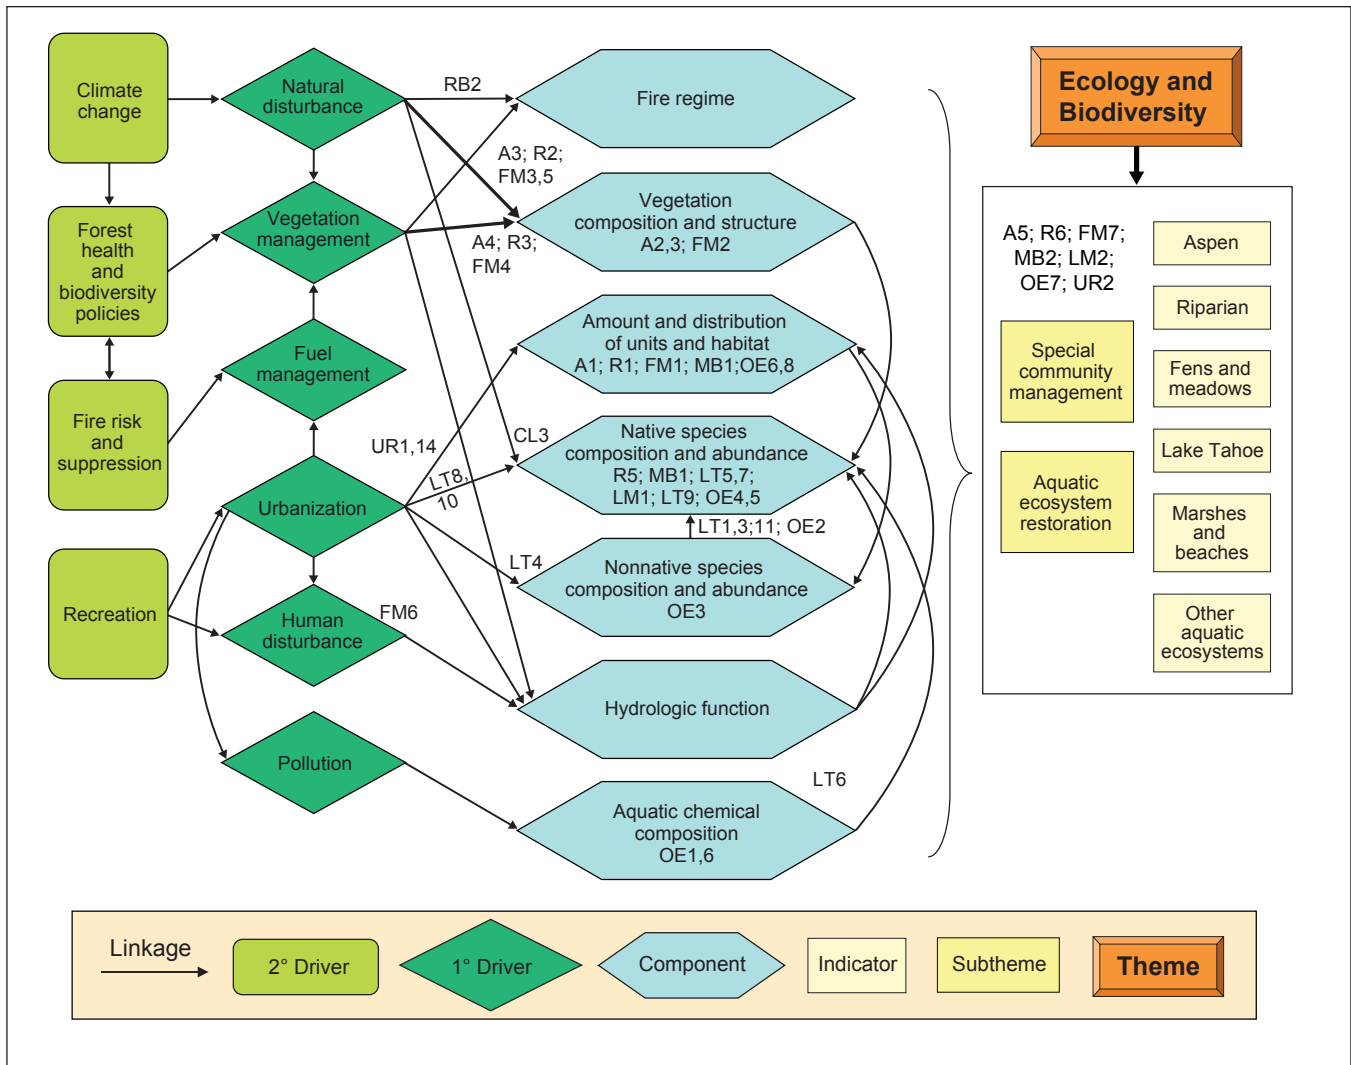 Climate
change
Forest
health
and
biodiversity
policies
Fire risk
and
suppression
Recreation
Natural
disturbance
Vegetation
management
Fuel
management
Urbanization
Human
disturbance
Pollution
RB2
A3; R2;
FM3,5
A4; R3;
FM4
UR1,14
CL3
LT8,
10
LT4
FM6
LT1,3;11; OE2
LT6
Fire regime
Vegetation
composition and structure
A2,3; FM2
Amount and distribution
of units and habitat
A1; R1; FM1; MB1;OE6,8
Native species
composition and abundance
R5; MB1; LT5,7;
LM1; LT9; OE4,5
Nonnative species
composition and abundance
OE3
Hydrologic function
Aquatic chemical
composition
OE1,6
Ecology and
Biodiversity
A5; R6; FM7;
MB2; LM2;
OE7; UR2
Special
community
management
Aquatic
ecosystem
restoration
Aspen
Riparian
Fens and
meadows
Lake Tahoe
Marshes
and
beaches
Other
aquatic
ecosystems
Linkage
2° Driver
1° Driver
Component
Indicator
Subtheme
Theme